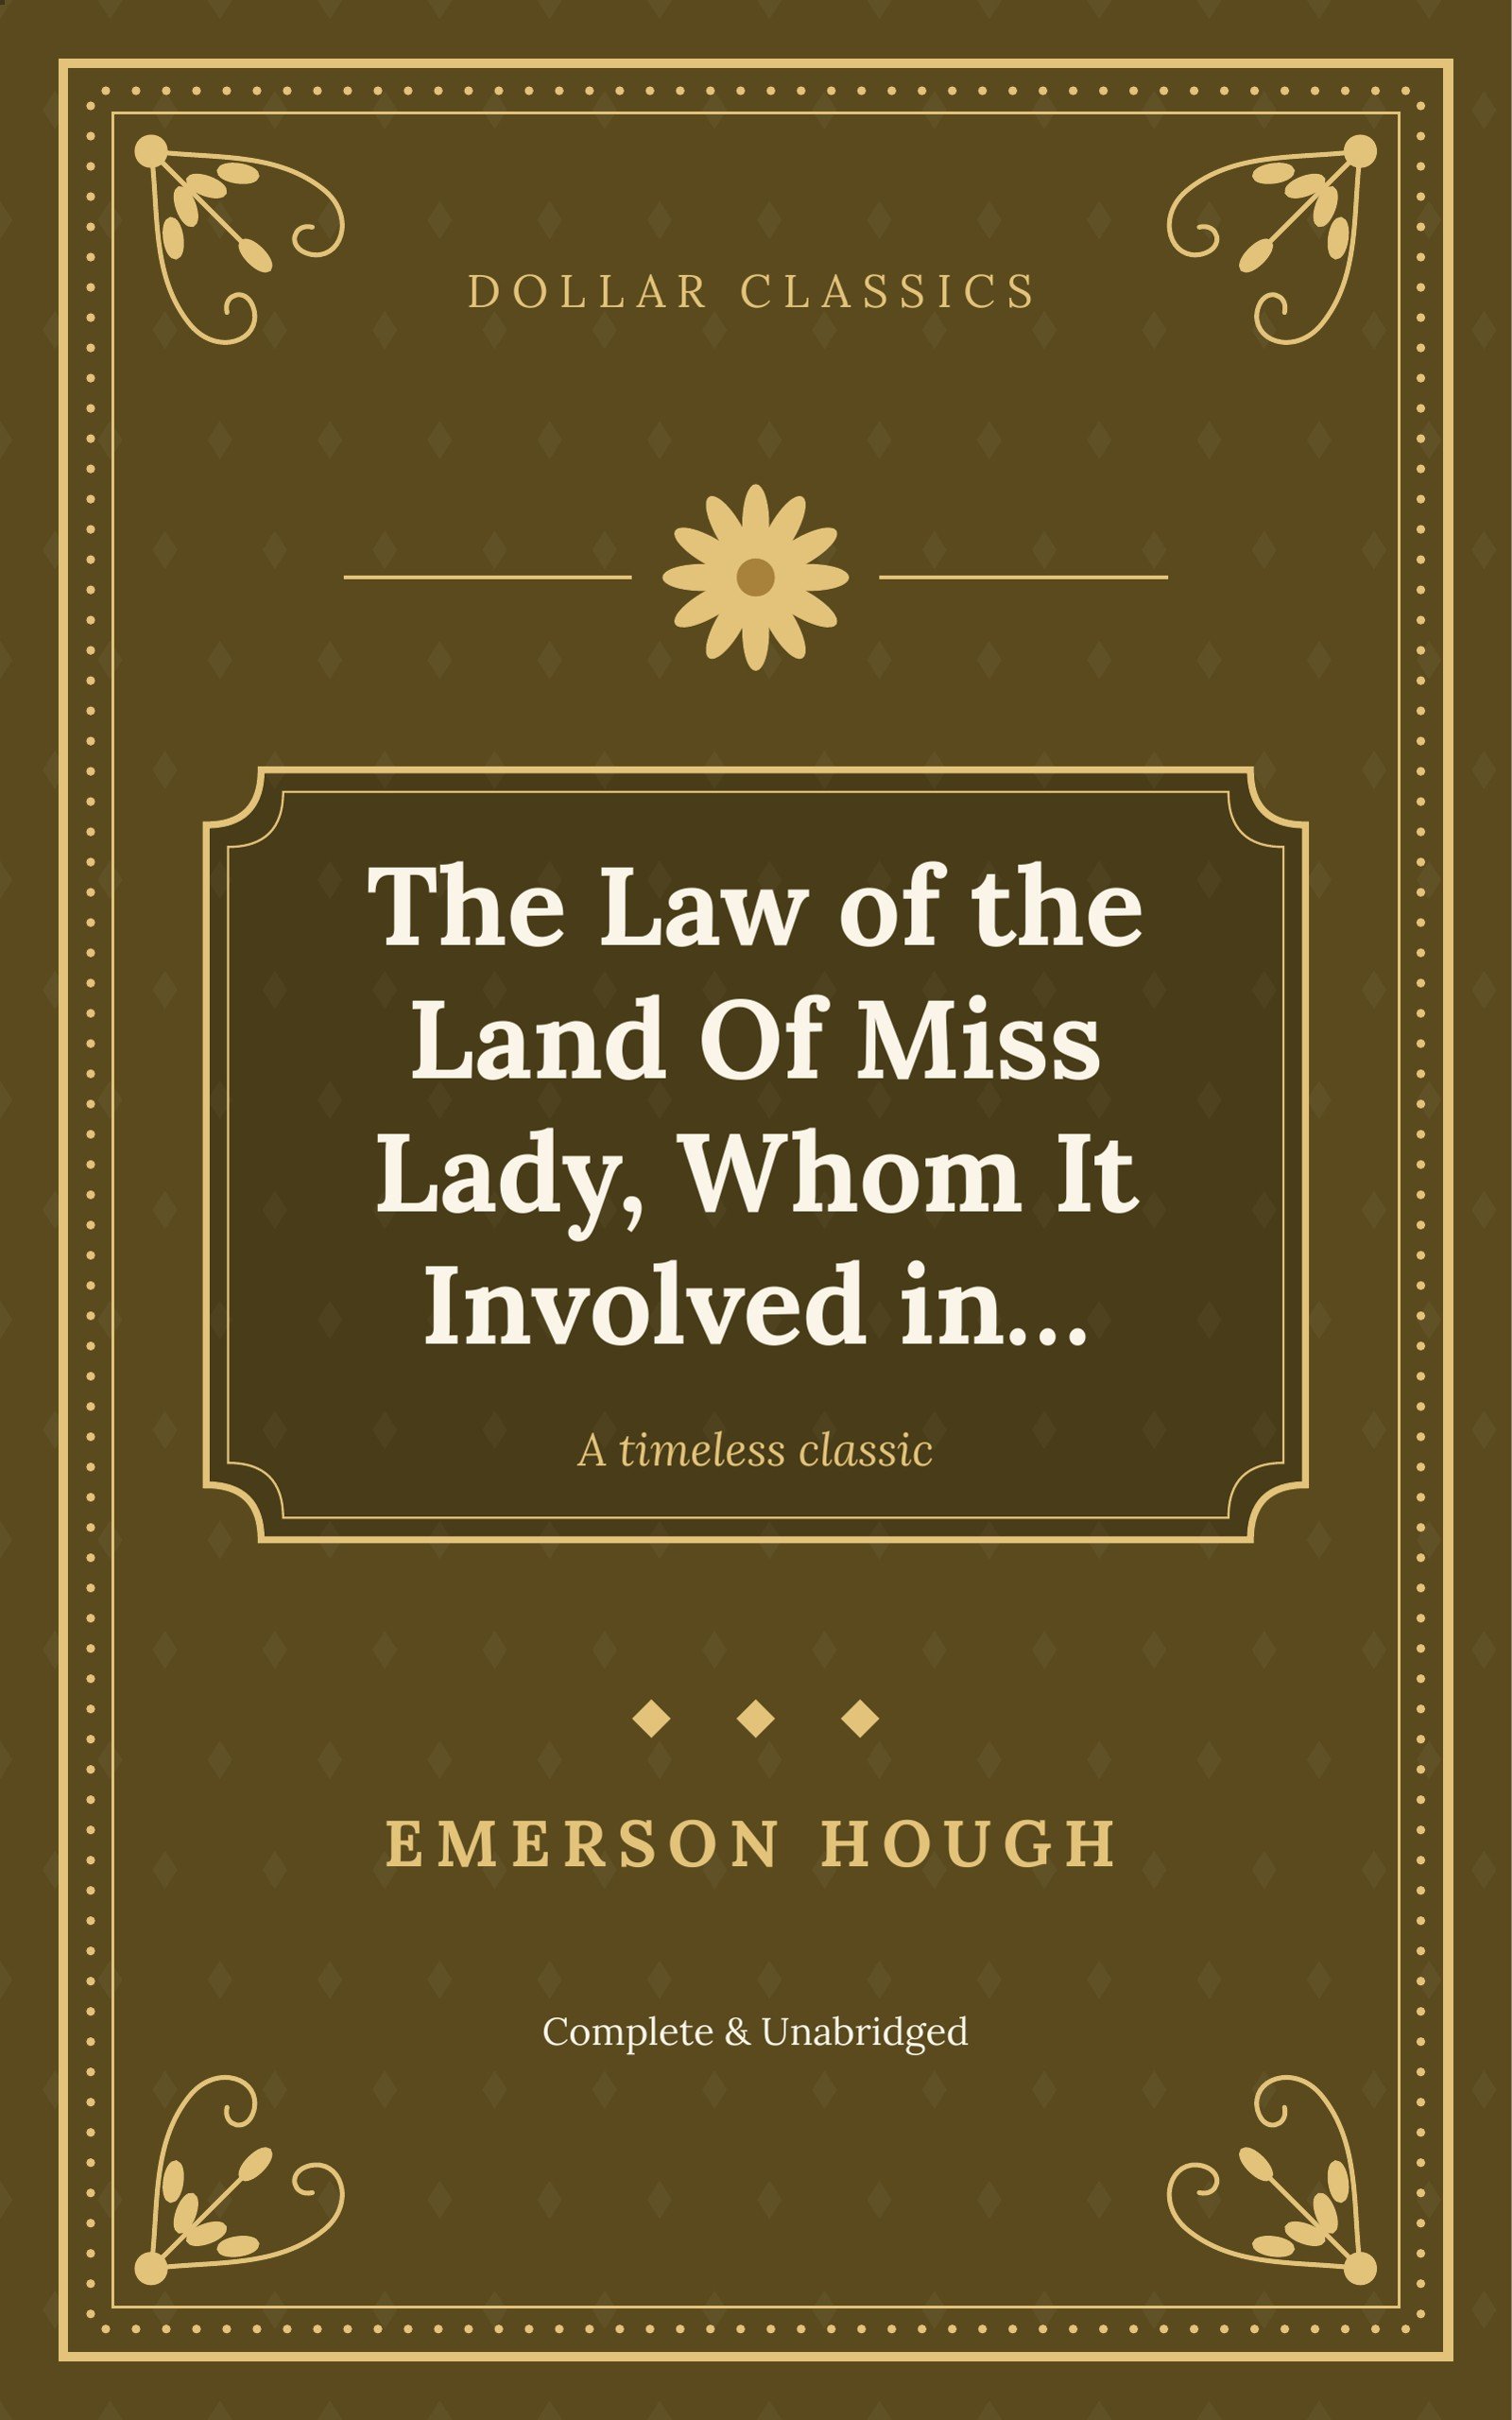 DOLLAR CLASSICS
The Law of the
Land Of Miss
Lady, Whom It
Involved in...
A timeless classic
EMERSON HOUGH
Complete & Unabridged